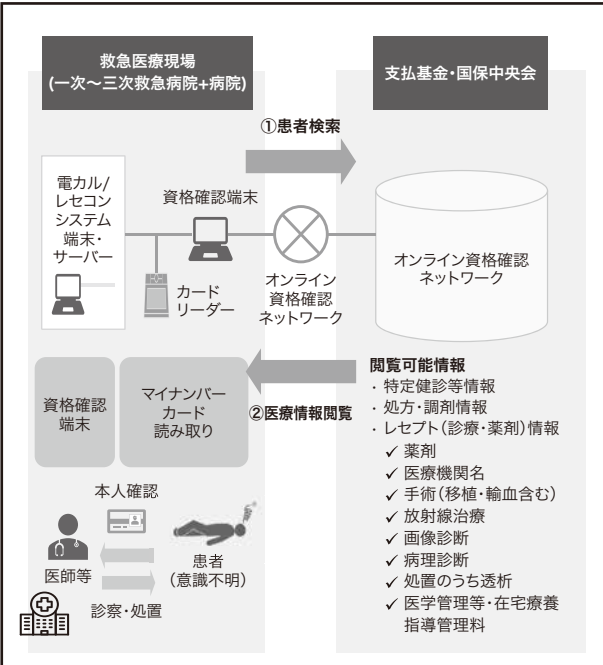 救急医療現場
(一次～三次救急病院+病院)
支払基金・国保中央会
①患者検索
電カル/
レセコン
システム
端末・
サーバー
資格確認端末
カード
リーダー
オンライン
資格確認
ネットワーク
オンライン資格確認
ネットワーク
資格確認
端末
マイナンバー
カード
読み取り
②医療情報閲覧
閲覧可能情報
・特定健診等情報
・処方・調剤情報
・レセプト(診療・薬剤)情報
✓ 薬剤
✓ 医療機関名
✓ 手術(移植・輸血含む)
✓ 放射線治療
✓ 画像診断
✓ 病理診断
✓ 処置のうち透析
✓ 医学管理等・在宅療養
指導管理料
本人確認
医師等
患者
(意識不明)
診察・処置